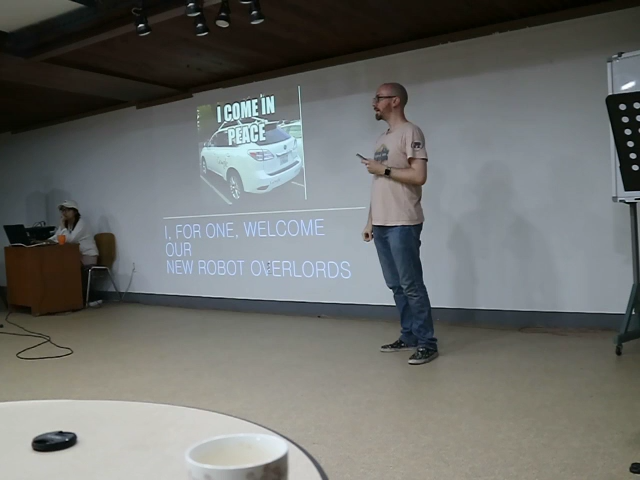 I COME IN
PEACE
I, FOR ONE, WELCOME
OUR
NEW ROBOT OVERLORDS